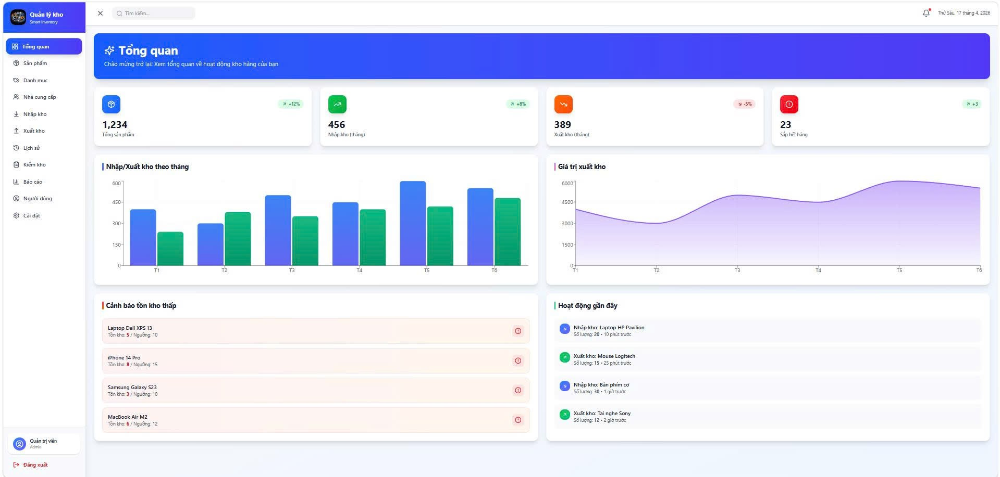 Quản lý kho
Smart Inventory
Tìm kiếm...
Thứ Sáu, 17 tháng 4, 2026
Tổng quan
Sản phẩm
Danh mục
Nhà cung cấp
Nhập kho
Xuất kho
Lịch sử
Kiểm kho
Báo cáo
Người dùng
Cài đặt
Quản trị viên
Admin
Đăng xuất
Tổng quan
Chào mừng trở lại! Xem tổng quan về hoạt động kho hàng của bạn
+12%
1,234
Tổng sản phẩm
+8%
456
Nhập kho (tháng)
-5%
389
Xuất kho (tháng)
+3
23
Sắp hết hàng
Nhập/Xuất kho theo tháng
600
450
300
150
0
T1 T2 T3 T4 T5 T6
Giá trị xuất kho
6000
4500
3000
1500
0
T1 T2 T3 T4 T5 T6
Cảnh báo tồn kho thấp
Laptop Dell XPS 13
Tồn kho: 5 / Ngưỡng: 10
iPhone 14 Pro
Tồn kho: 8 / Ngưỡng: 15
Samsung Galaxy S23
Tồn kho: 3 / Ngưỡng: 10
MacBook Air M2
Tồn kho: 6 / Ngưỡng: 12
Hoạt động gần đây
Nhập kho: Laptop HP Pavilion
Số lượng: 20 • 10 phút trước
Xuất kho: Mouse Logitech
Số lượng: 15 • 25 phút trước
Nhập kho: Bàn phím cơ
Số lượng: 30 • 1 giờ trước
Xuất kho: Tai nghe Sony
Số lượng: 12 • 2 giờ trước